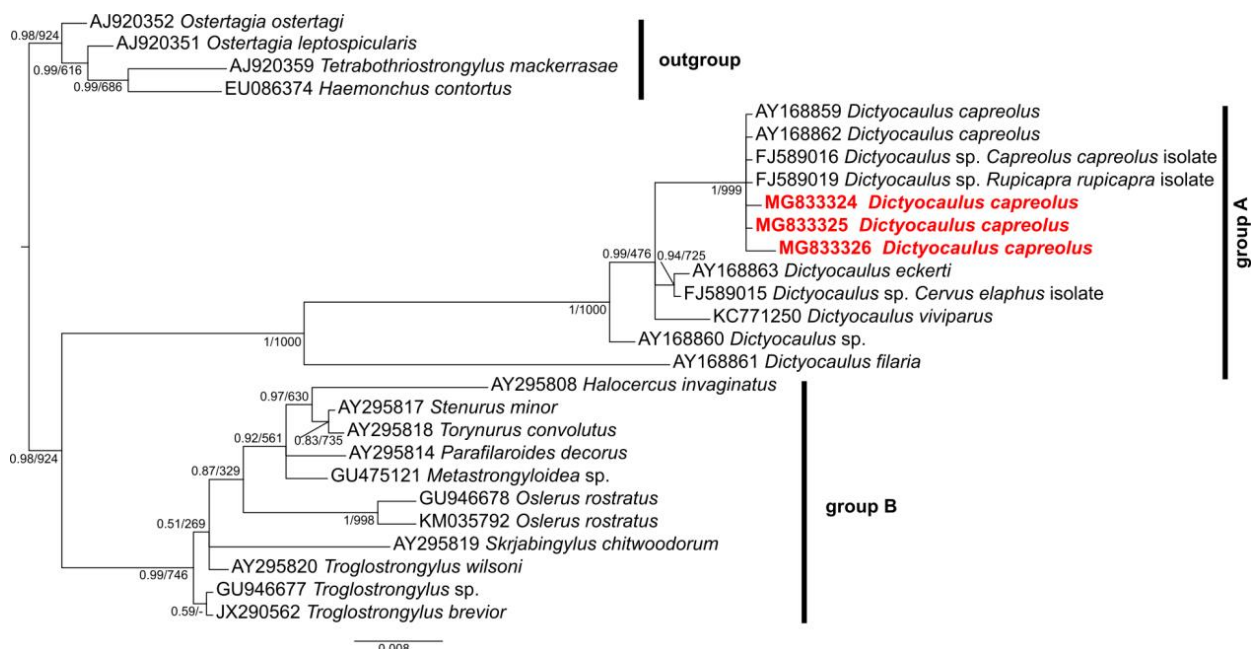 AJ920352 Ostertagia ostertagi
0.98/924
AJ920351 Ostertagia leptospicularis
0.99/616
AJ920359 Tetrabothriostrongylus mackerrasae
0.99/686
EU086374 Haemonchus contortus
outgroup
AY168859 Dictyocaulus capreolus
AY168862 Dictyocaulus capreolus
FJ589016 Dictyocaulus sp. Capreolus capreolus isolate
FJ589019 Dictyocaulus sp. Rupicapra rupicapra isolate
1/999
MG833324 Dictyocaulus capreolus
MG833325 Dictyocaulus capreolus
MG833326 Dictyocaulus capreolus
0.99/476
0.94/725
AY168863 Dictyocaulus eckerti
FJ589015 Dictyocaulus sp. Cervus elaphus isolate
1/1000
KC771250 Dictyocaulus viviparus
1/1000
AY168860 Dictyocaulus sp.
AY168861 Dictyocaulus filaria
group A
AY295808 Halocercus invaginatus
0.97/630
AY295817 Stenurus minor
AY295818 Torynurus convolutus
0.92/561
0.83/735
AY295814 Parafilaroides decorus
0.98/924
0.87/329
GU475121 Metastrongyloidea sp.
GU946678 Oslerus rostratus
1/998
KM035792 Oslerus rostratus
0.51/269
AY295819 Skrjabingylus chitwoodorum
0.99/746
AY295820 Troglostrongylus wilsoni
GU946677 Troglostrongylus sp.
0.59/-
JX290562 Troglostrongylus brevior
group B
0.008